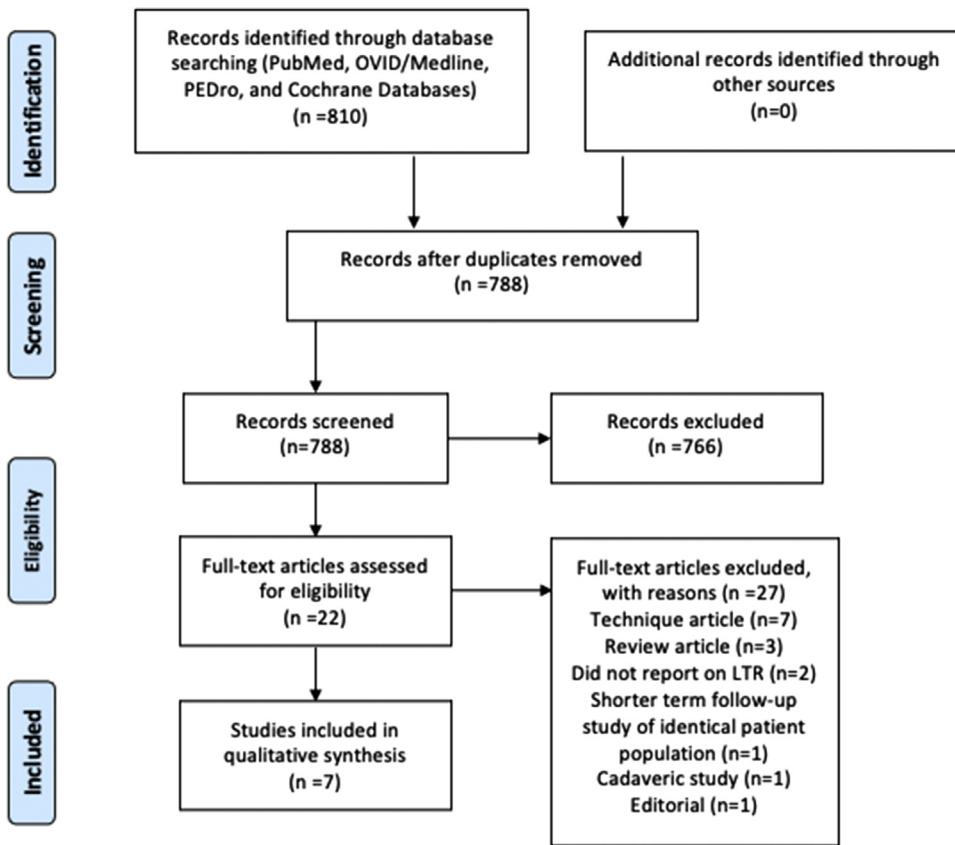 Identification
Records identified through database
searching (PubMed, OVID/Medline,
PEDro, and Cochrane Databases)
(n =810)
Additional records identified through
other sources
(n=0)
Screening
Records after duplicates removed
(n =788)
Records screened
(n=788)
Records excluded
(n =766)
Eligibility
Full-text articles assessed
for eligibility
(n =22)
Full-text articles excluded,
with reasons (n =27)
Technique article (n=7)
Review article (n=3)
Did not report on LTR (n=2)
Shorter term follow-up
study of identical patient
population (n=1)
Cadaveric study (n=1)
Editorial (n=1)
Included
Studies included in
qualitative synthesis
(n =7)